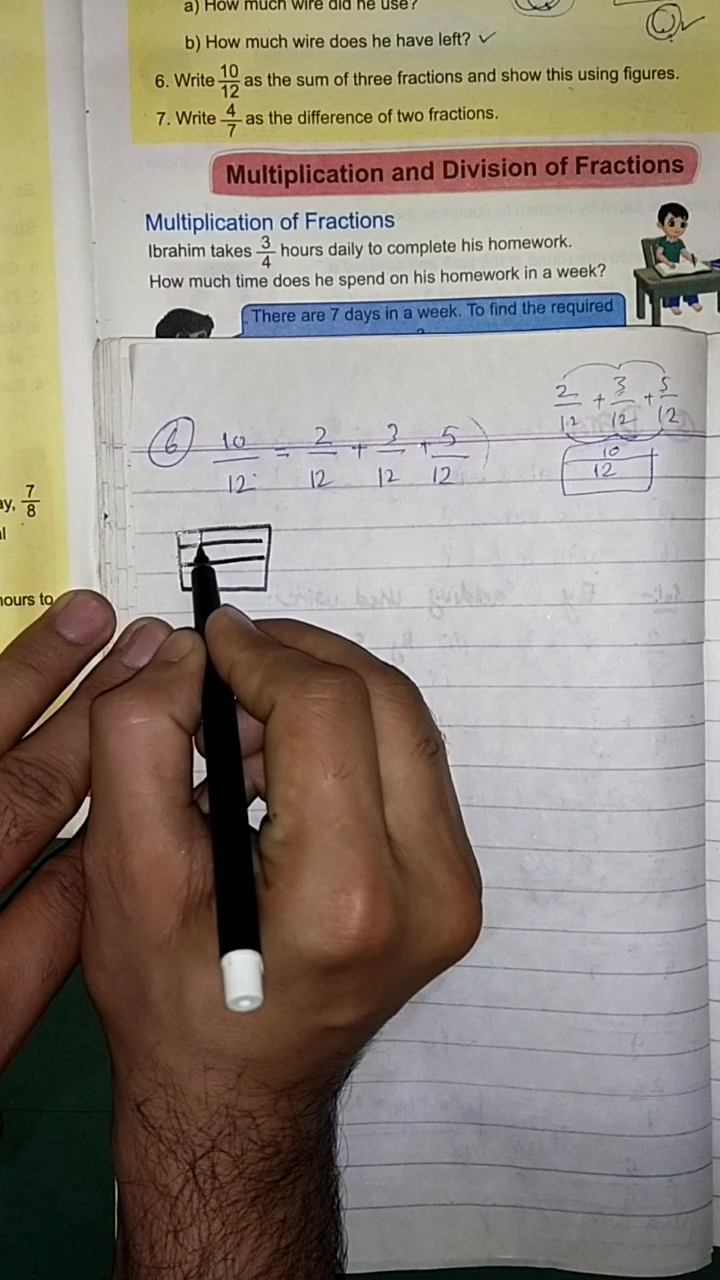 a) How much wire did he use?
b) How much wire does he have left? ✓
6. Write 10/12 as the sum of three fractions and show this using figures.
7. Write 4/7 as the difference of two fractions.
Multiplication and Division of Fractions
Multiplication of Fractions
Ibrahim takes 3/4 hours daily to complete his homework.
How much time does he spend on his homework in a week?
There are 7 days in a week. To find the required
2/12 + 3/12 + 5/12
10/12
6 10/12 = 2/12 + 3/12 + 5/12
7/8
hours to